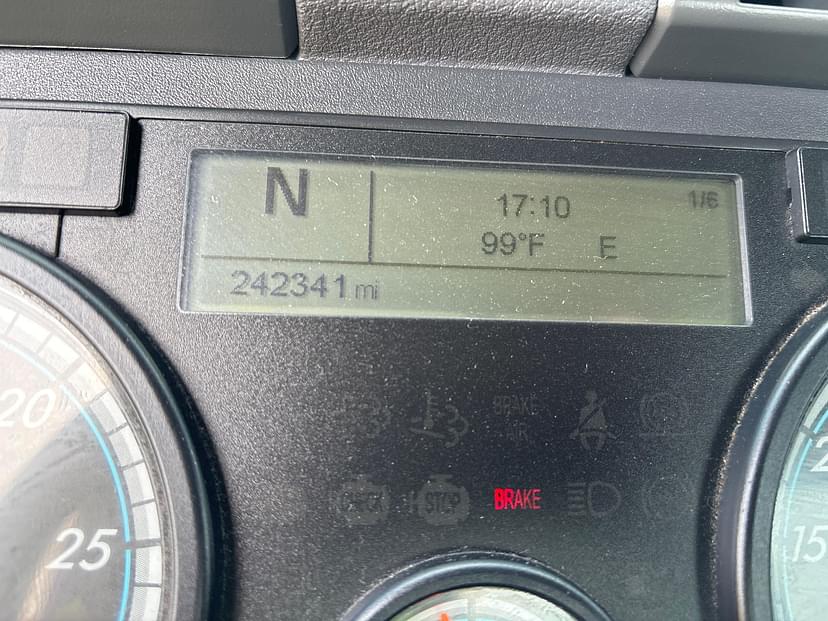 N
17:10
1/6
99°F E
242341 mi
20
BRAKE
AIR
CHECK
STOP
BRAKE
25
15